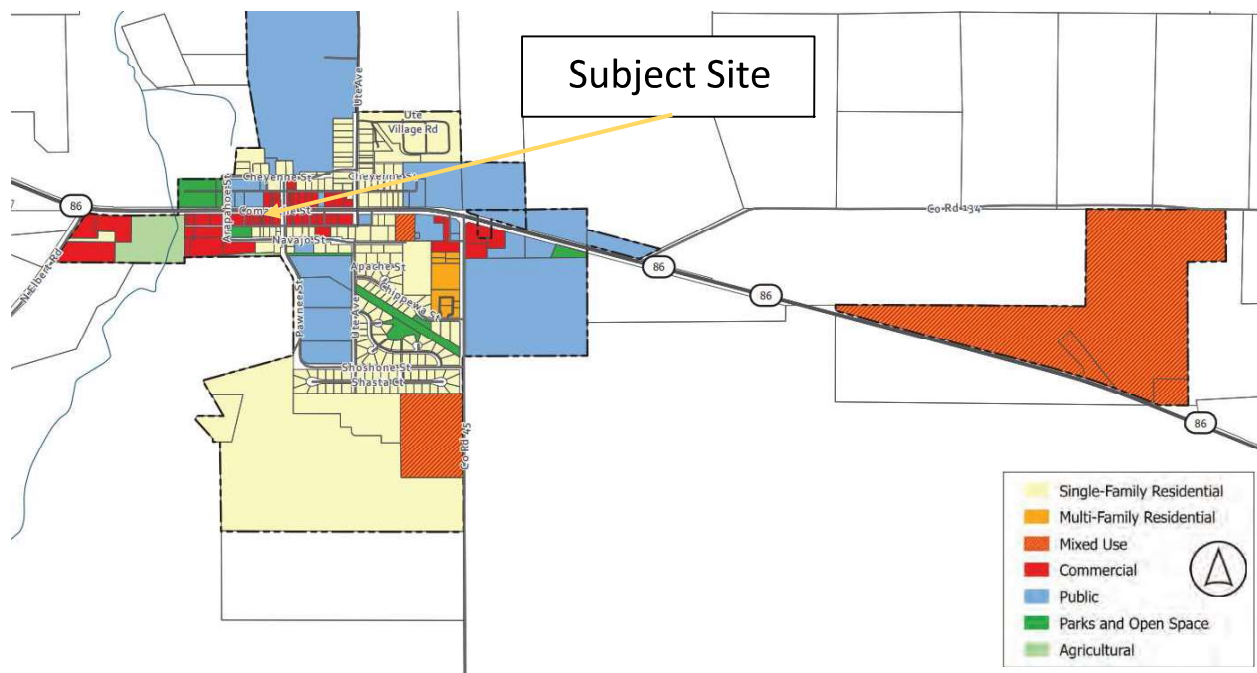 Subject Site
Ute Ave
Ute
Village Rd
Cheyenne St
Cheyenne St
Arapahoe St
86
Navajo St
N Elbert Rd
Co Rd 134
86
86
Apache St
Chippewa St
Pawnee St
Ute Ave
Shoshone St
Shasta Ct
Co Rd 45
86
Single-Family Residential
Multi-Family Residential
Mixed Use
Commercial
Public
Parks and Open Space
Agricultural